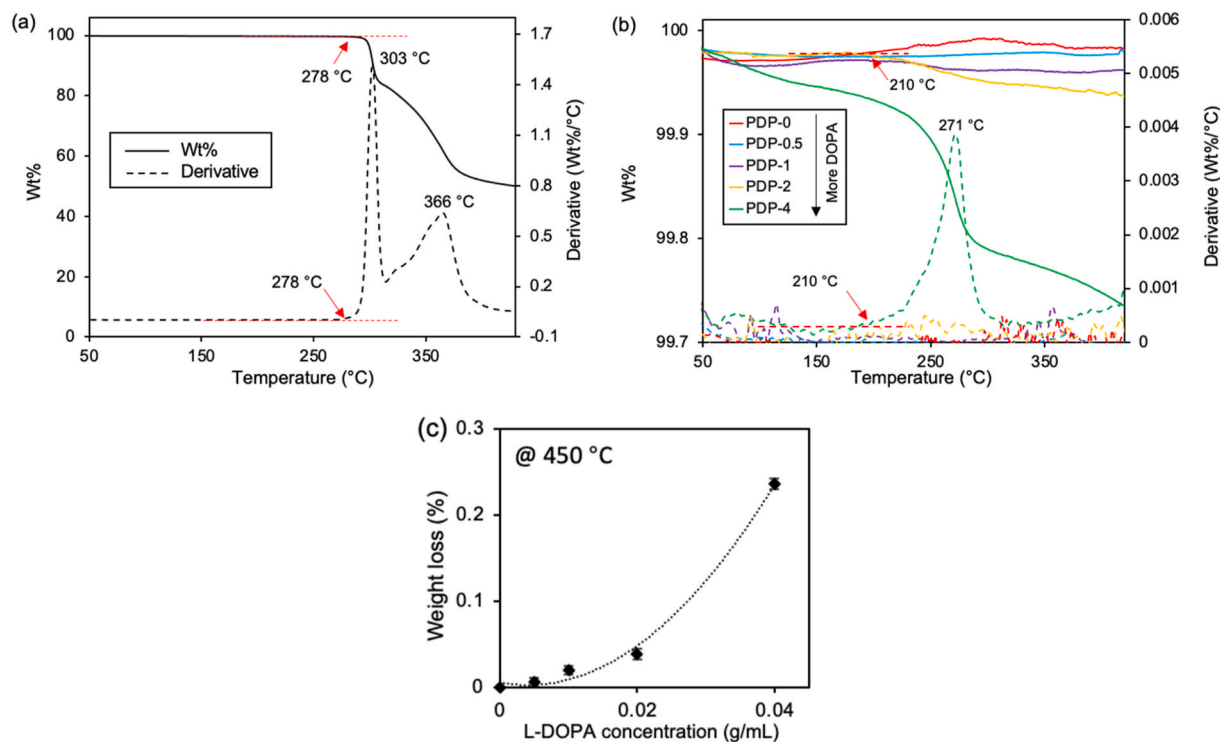 (a)
100
80
60
40
20
0
Wt%
1.7
1.4
1.1
0.8
0.5
0.2
-0.1
Derivative (Wt%/°C)
278 °C
303 °C
366 °C
278 °C
Wt%
Derivative
50
150
250
350
Temperature (°C)
(b)
100
99.9
99.8
99.7
Wt%
0.006
0.005
0.004
0.003
0.002
0.001
0
Derivative (Wt%/°C)
210 °C
271 °C
210 °C
PDP-0
PDP-0.5
PDP-1
PDP-2
PDP-4
More DOPA
50
150
250
350
Temperature (°C)
(c)
@ 450 °C
0.3
0.2
0.1
0
Weight loss (%)
0
0.02
0.04
L-DOPA concentration (g/mL)